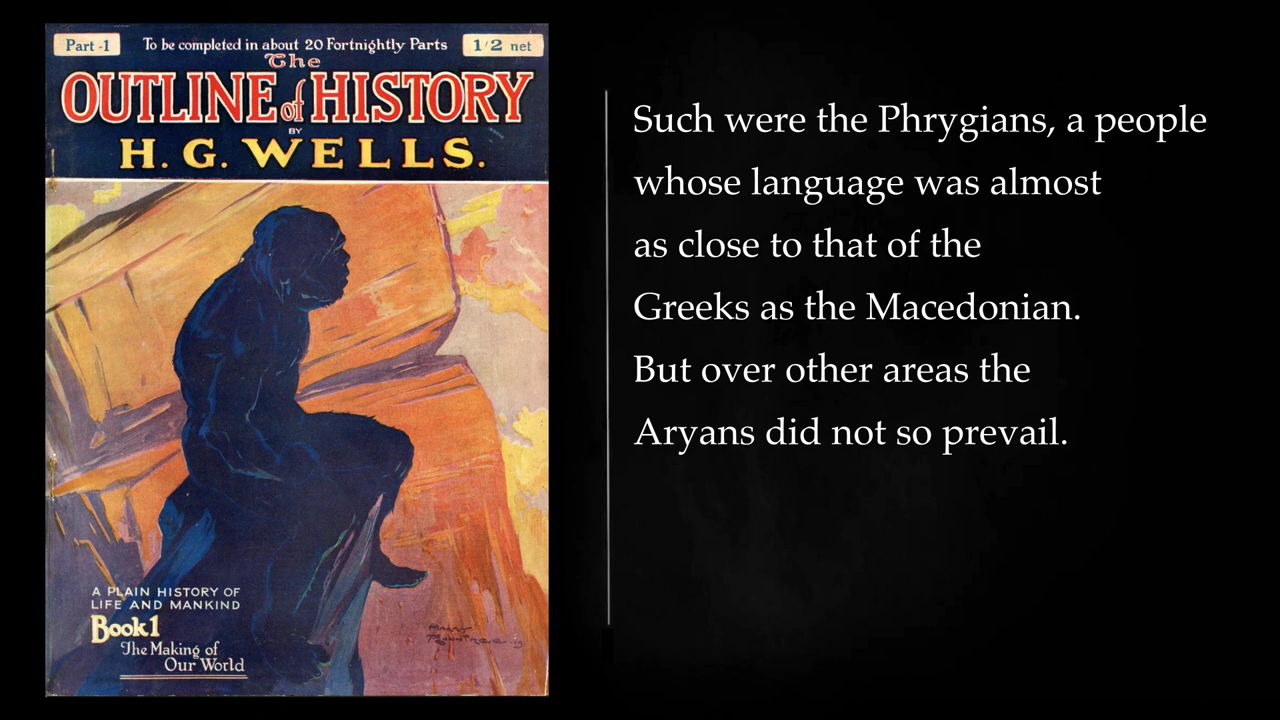 Part -1
To be completed in about 20 Fortnightly Parts
1/2 net
The
OUTLINE of HISTORY
BY
H. G. WELLS.
A PLAIN HISTORY OF
LIFE AND MANKIND
Book 1
The Making of
Our World
Such were the Phrygians, a people
whose language was almost
as close to that of the
Greeks as the Macedonian.
But over other areas the
Aryans did not so prevail.